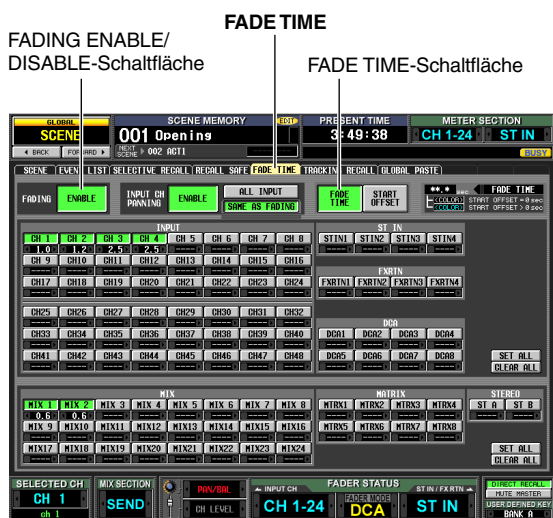 FADE TIME
FADING ENABLE/
DISABLE-Schaltfläche
FADE TIME-Schaltfläche
GLOBAL SCENE MEMORY EDIT PRESENT TIME METER SECTION
SCENE 001 Opening 3:49:38 CH 1-24 ST IN
BACK FORWARD NEXT SCENE 002 ACT1 BUSY
SCENE EVENT LIST SELECTIVE RECALL RECALL SAFE FADE TIME TRACKING RECALL GLOBAL PASTE
FADING ENABLE INPUT CH PANNING ENABLE ALL INPUT SAME AS FADING FADE TIME START OFFSET **.* sec FADE TIME
(COLOR) START OFFSET = 0 sec
(COLOR) START OFFSET > 0 sec
INPUT ST IN
CH 1 CH 2 CH 3 CH 4 CH 5 CH 6 CH 7 CH 8 STIN1 STIN2 STIN3 STIN4
1.0 1.2 2.5 2.5 ---- ---- ---- ---- ---- ---- ---- ----
CH 9 CH10 CH11 CH12 CH13 CH14 CH15 CH16
---- ---- ---- ---- ---- ---- ---- ----
FXRTN
CH17 CH18 CH19 CH20 CH21 CH22 CH23 CH24 FXRTN1 FXRTN2 FXRTN3 FXRTN4
---- ---- ---- ---- ---- ---- ---- ---- ---- ---- ---- ----
CH25 CH26 CH27 CH28 CH29 CH30 CH31 CH32
---- ---- ---- ---- ---- ---- ---- ----
DCA
CH33 CH34 CH35 CH36 CH37 CH38 CH39 CH40 DCA1 DCA2 DCA3 DCA4
---- ---- ---- ---- ---- ---- ---- ---- ---- ---- ---- ----
CH41 CH42 CH43 CH44 CH45 CH46 CH47 CH48 DCA5 DCA6 DCA7 DCA8 SET ALL
---- ---- ---- ---- ---- ---- ---- ---- ---- ---- ---- ---- CLEAR ALL
MIX MATRIX STEREO
MIX 1 MIX 2 MIX 3 MIX 4 MIX 5 MIX 6 MIX 7 MIX 8 MTRX1 MTRX2 MTRX3 MTRX4 ST A ST B
0.6 0.6 ---- ---- ---- ---- ---- ---- ---- ---- ---- ---- ---- ----
MIX 9 MIX10 MIX11 MIX12 MIX13 MIX14 MIX15 MIX16 MTRX5 MTRX6 MTRX7 MTRX8
---- ---- ---- ---- ---- ---- ---- ---- ---- ---- ---- ----
MIX17 MIX18 MIX19 MIX20 MIX21 MIX22 MIX23 MIX24 SET ALL
---- ---- ---- ---- ---- ---- ---- ---- CLEAR ALL
SELECTED CH MIX SECTION PAN/BAL INPUT CH FADER STATUS ST IN / FX RTN DIRECT RECALL
MUTE MASTER
CH 1 SEND CH LEVEL CH 1-24 FADER MODE DCA ST IN USER DEFINED KEY
ch 1 BANK A